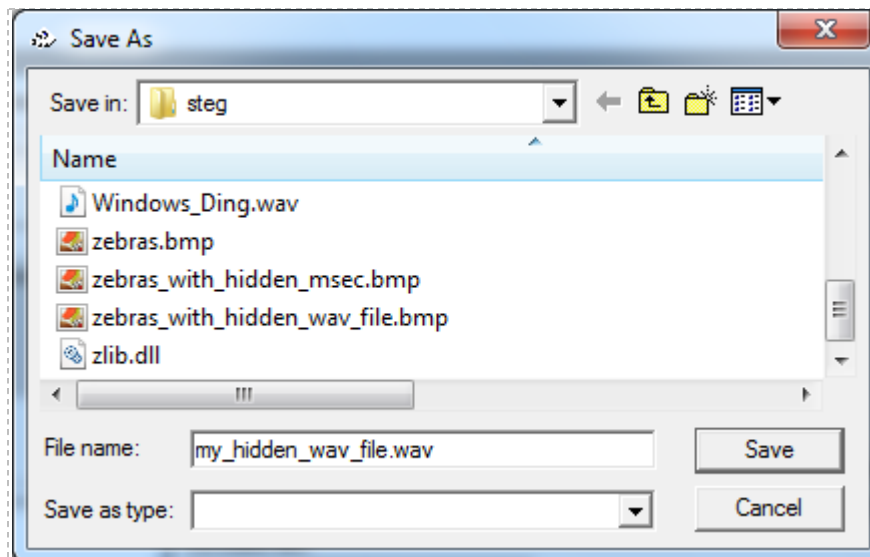 Save As
Save in: steg
Name
Windows_Ding.wav
zebras.bmp
zebras_with_hidden_msec.bmp
zebras_with_hidden_wav_file.bmp
zlib.dll
File name: my_hidden_wav_file.wav Save
Save as type: Cancel